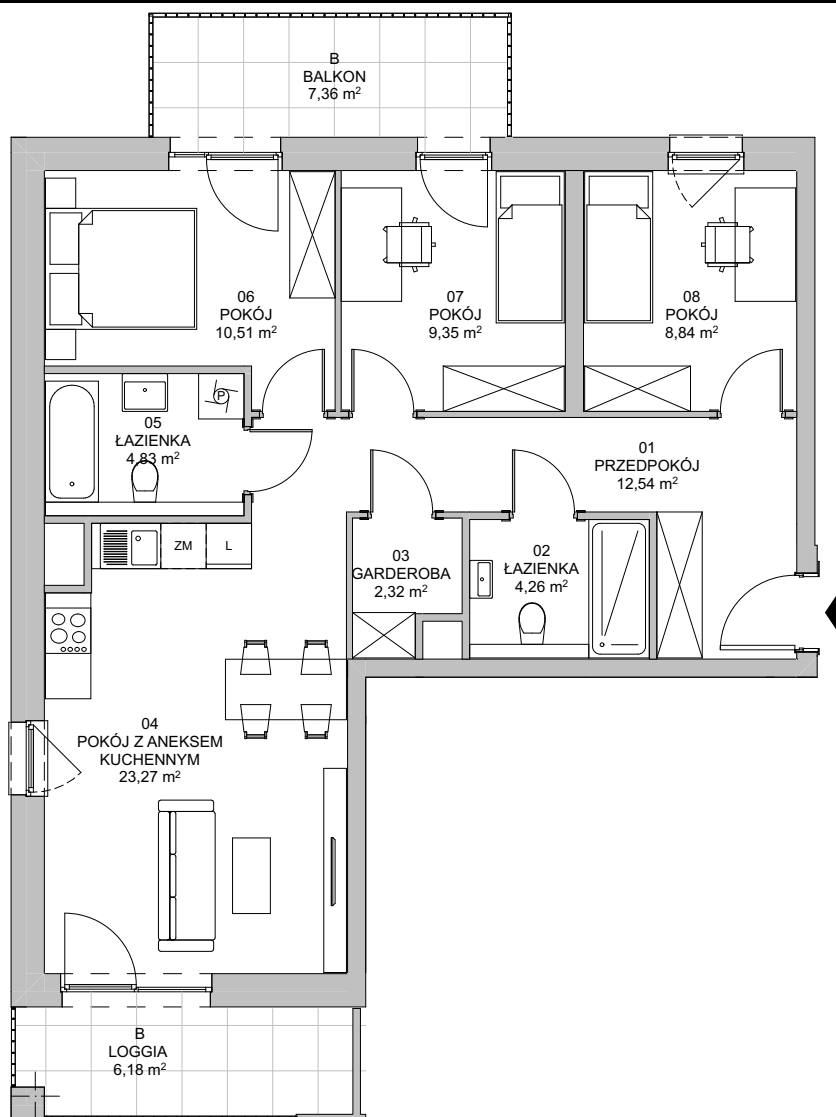 B
BALKON
7,36 m²
06
POKÓJ
10,51 m²
07
POKÓJ
9,35 m²
08
POKÓJ
8,84 m²
P
05
ŁAZIENKA
4,83 m²
01
PRZEDPOKÓJ
12,54 m²
ZM
L
03
GARDEROBA
2,32 m²
02
ŁAZIENKA
4,26 m²
04
POKÓJ Z ANEKSEM
KUCHENNYM
23,27 m²
B
LOGGIA
6,18 m²